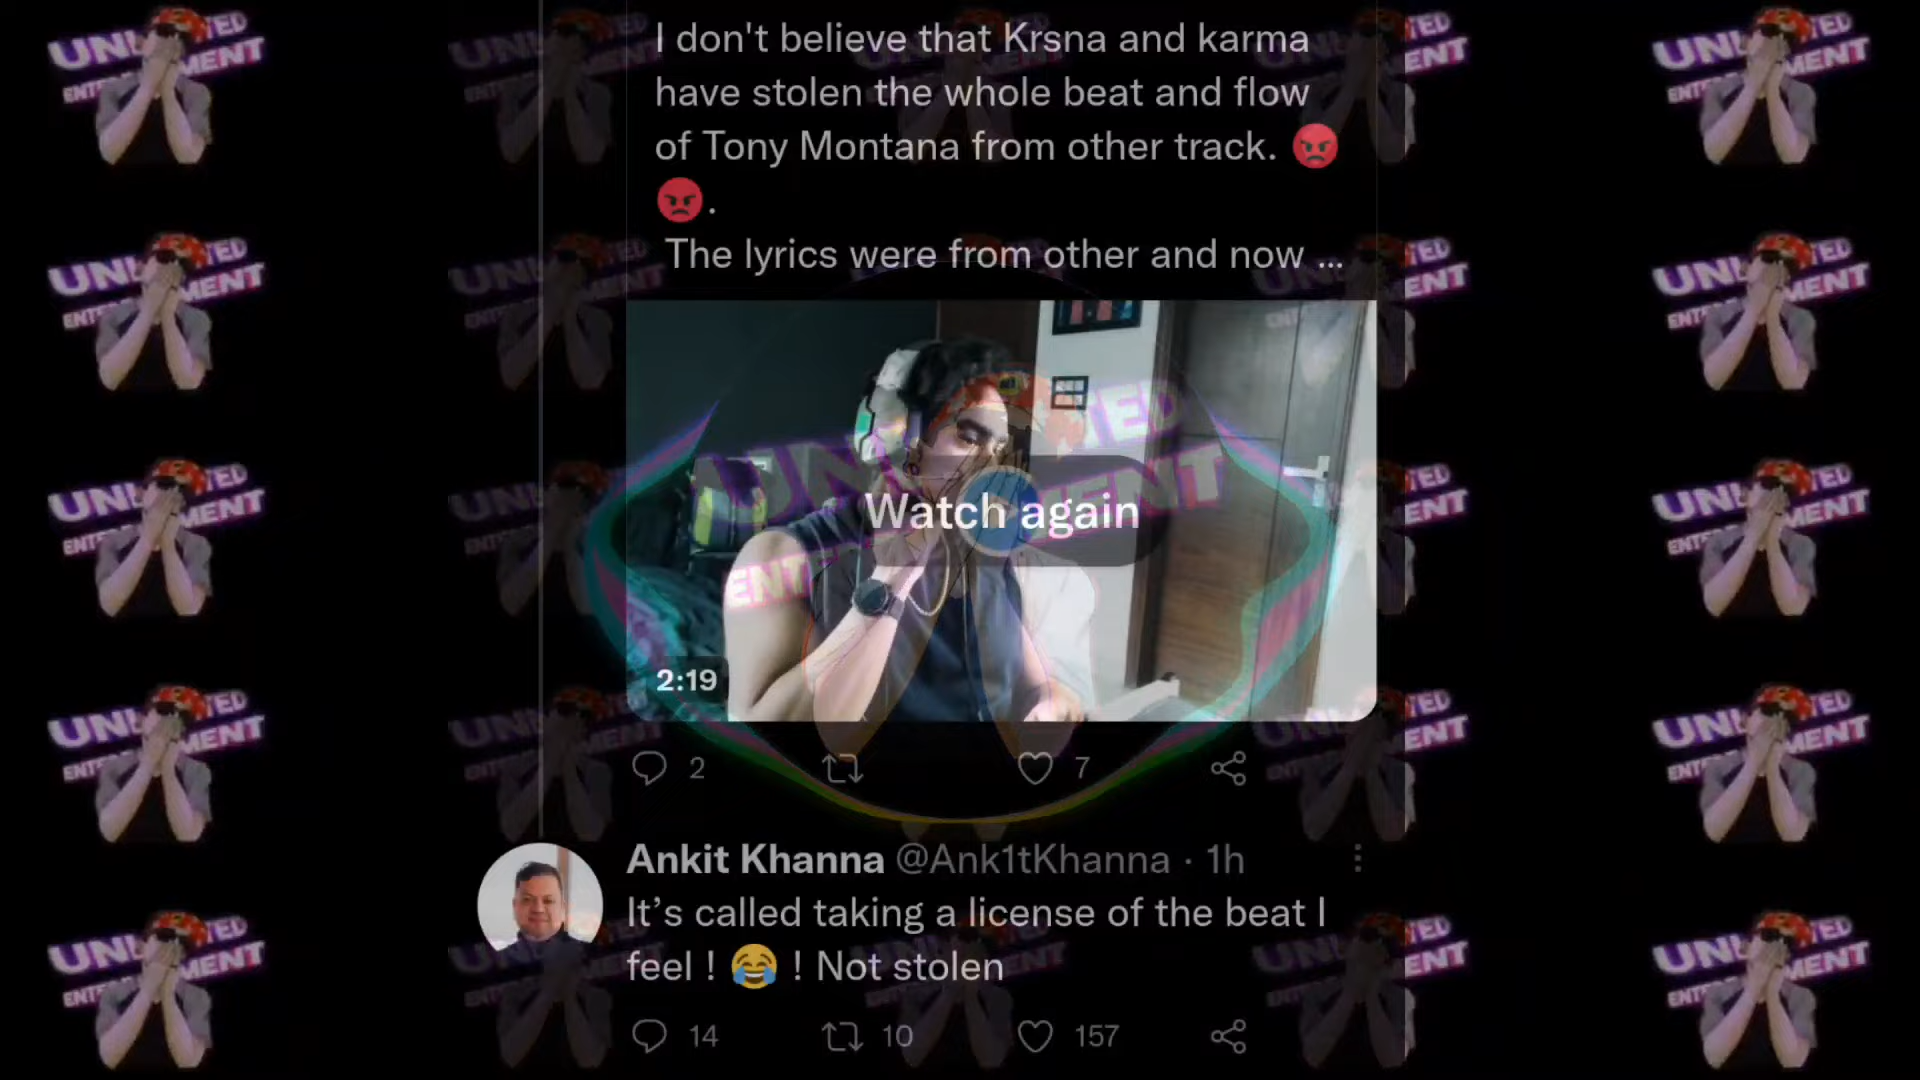 I don't believe that Krsna and karma
have stolen the whole beat and flow
of Tony Montana from other track. 😡
😡.
The lyrics were from other and now ...
Watch again
2:19
2
7
Ankit Khanna @Ank1tKhanna · 1h
It's called taking a license of the beat I
feel ! 😂 ! Not stolen
14
10
157